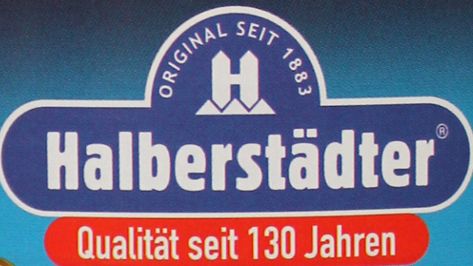 ORIGINAL SEIT 1883
H
Halberstädter®
Qualität seit 130 Jahren